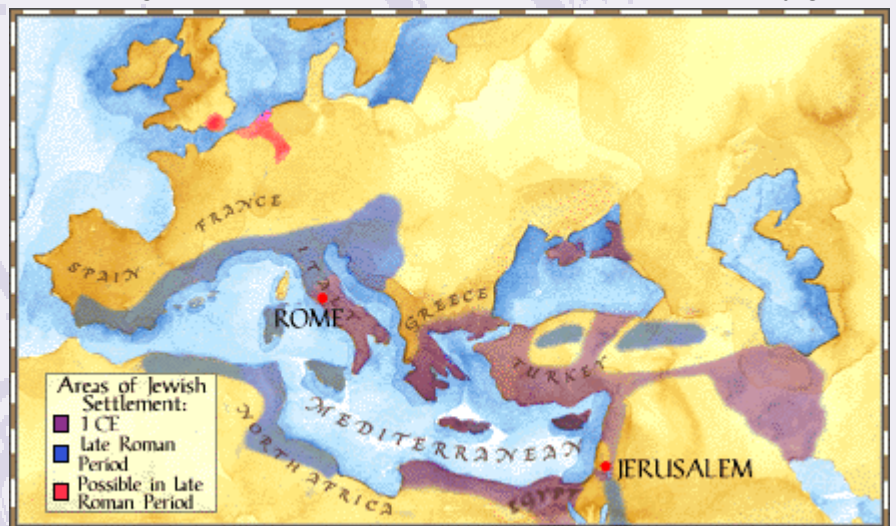 FRANCE
SPAIN
ITALY
ROME
GREECE
TURKEY
MEDITERRANEAN
NORTH AFRICA
EGYPT
JERUSALEM
Areas of Jewish
Settlement:
1 CE
Late Roman
Period
Possible in late
Roman Period